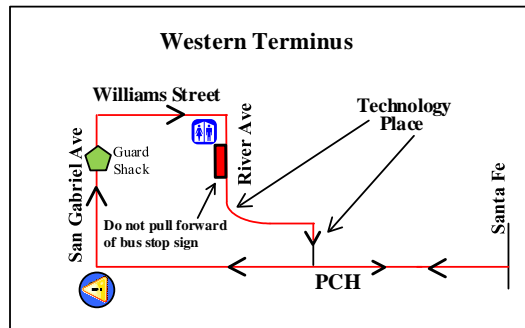 Western Terminus
Williams Street
Technology
Place
River Ave
Guard
Shack
San Gabriel Ave
Santa Fe
Do not pull forward
of bus stop sign
PCH